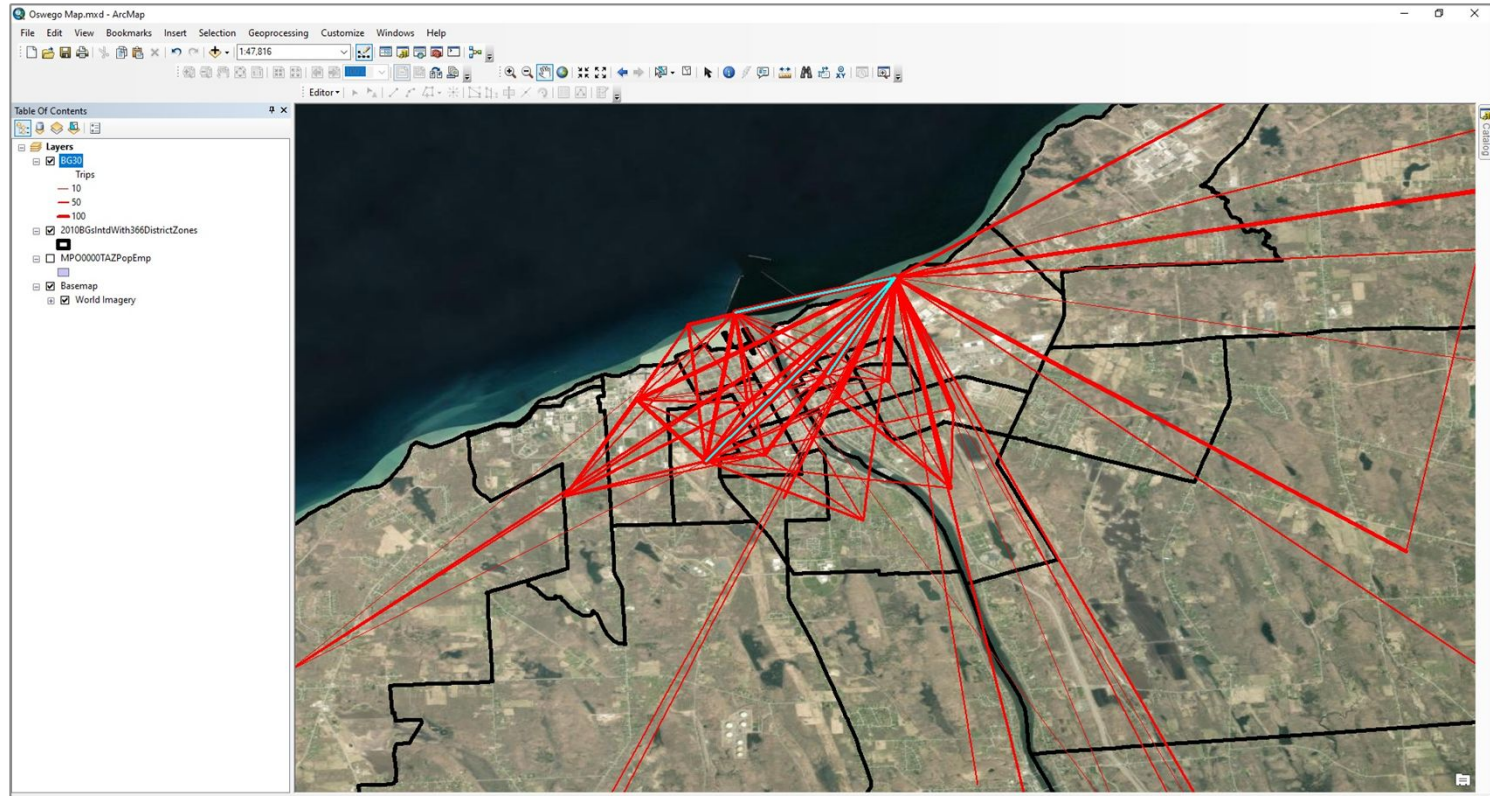 Oswego Map.mxd - ArcMap
File Edit View Bookmarks Insert Selection Geoprocessing Customize Windows Help
1:47,816
Editor
Table Of Contents
Layers
BG30
Trips
10
50
100
2010BGsIntdWith366DistrictZones
MPO0000TAZPopEmp
Basemap
World Imagery
Catalog